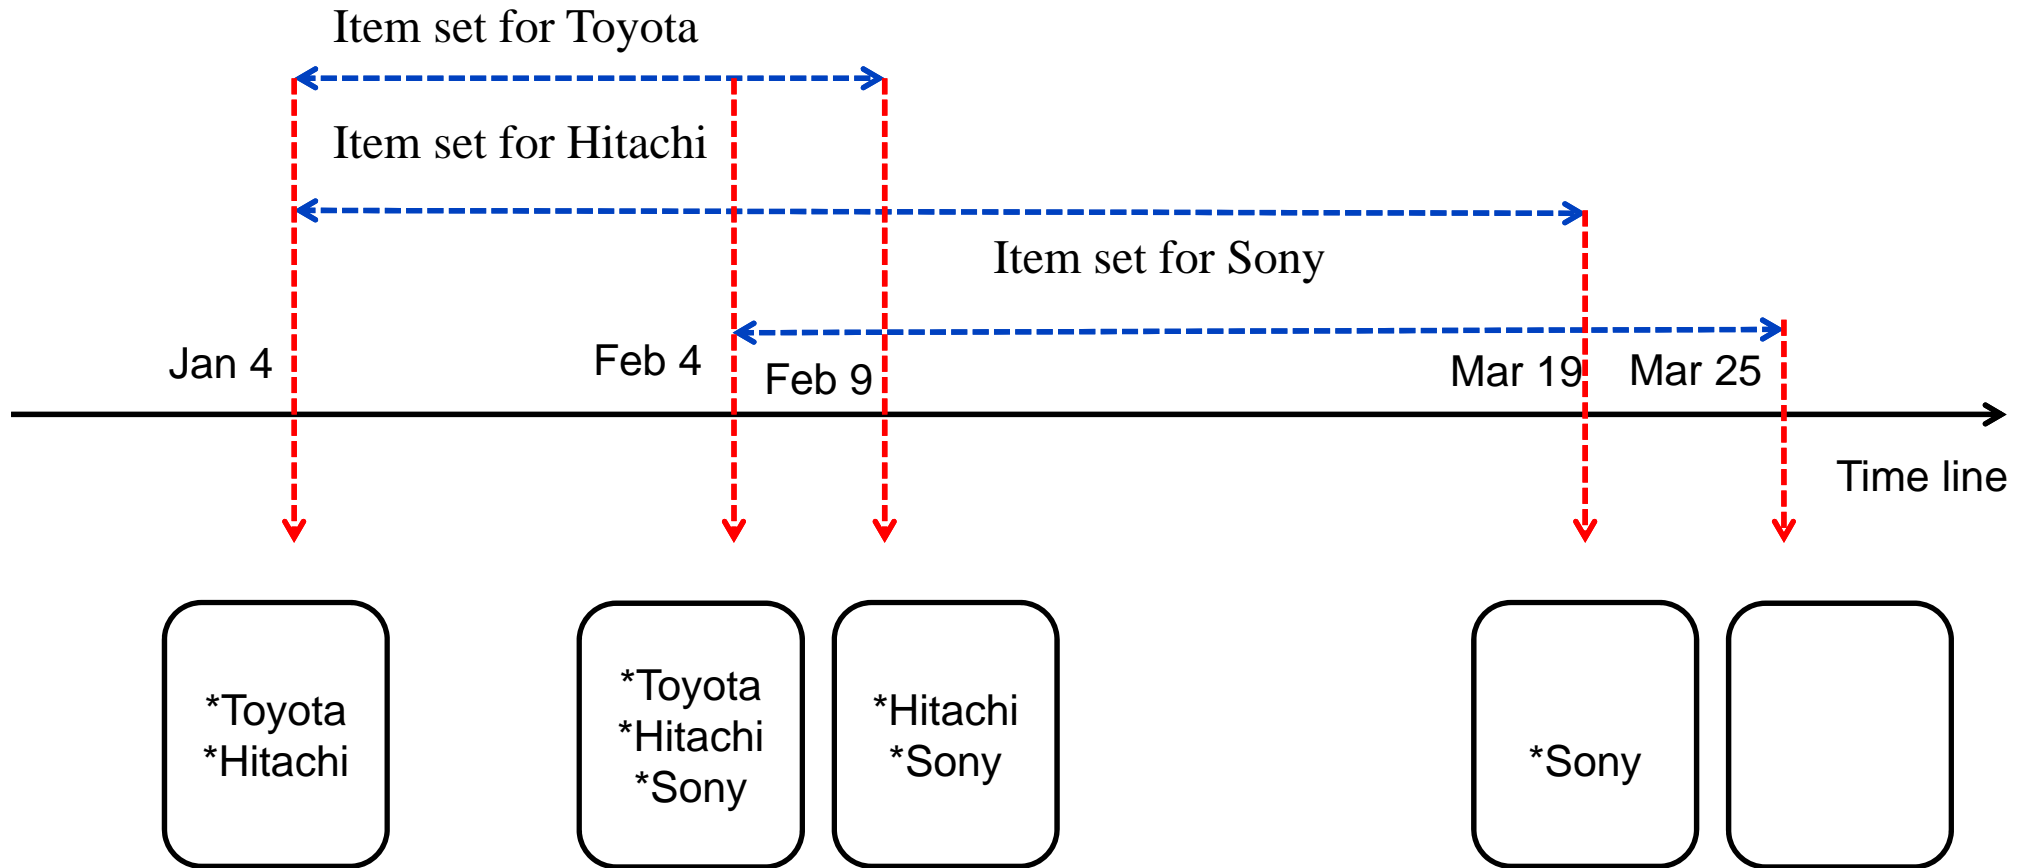 Item set for Toyota
Item set for Hitachi
Item set for Sony
Jan 4
Feb 4
Feb 9
Mar 19
Mar 25
Time line
*Toyota
*Hitachi
*Toyota
*Hitachi
*Sony
*Hitachi
*Sony
*Sony